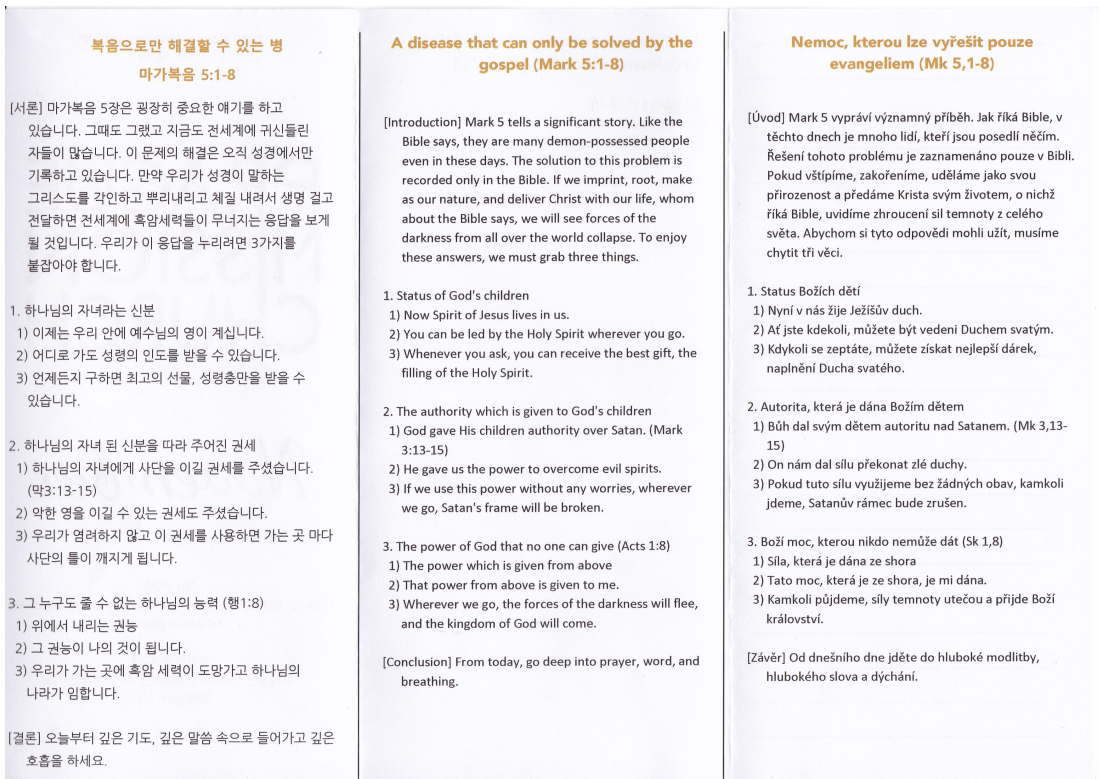 복음으로만 해결할 수 있는 병
마가복음 5:1-8
[서론] 마가복음 5장은 굉장히 중요한 얘기를 하고
있습니다. 그때도 그랬고 지금도 전세계에 귀신들린
자들이 많습니다. 이 문제의 해결은 오직 성경에서만
기록하고 있습니다. 만약 우리가 성경이 말하는
그리스도를 각인하고 뿌리내리고 체질 내려서 생명 걸고
전달하면 전세계에 흑암세력들이 무너지는 응답을 보게
될 것입니다. 우리가 이 응답을 누리려면 3가지를
붙잡아야 합니다.
1. 하나님의 자녀라는 신분
1) 이제는 우리 안에 예수님의 영이 계십니다.
2) 어디로 가도 성령의 인도를 받을 수 있습니다.
3) 언제든지 구하면 최고의 선물, 성령충만을 받을 수
있습니다.
2. 하나님의 자녀 된 신분을 따라 주어진 권세
1) 하나님의 자녀에게 사단을 이길 권세를 주셨습니다.
(막3:13-15)
2) 악한 영을 이길 수 있는 권세도 주셨습니다.
3) 우리가 염려하지 않고 이 권세를 사용하면 가는 곳 마다
사단의 틀이 깨지게 됩니다.
3. 그 누구도 줄 수 없는 하나님의 능력 (행1:8)
1) 위에서 내리는 권능
2) 그 권능이 나의 것이 됩니다.
3) 우리가 가는 곳에 흑암 세력이 도망가고 하나님의
나라가 임합니다.
[결론] 오늘부터 깊은 기도, 깊은 말씀 속으로 들어가고 깊은
호흡을 하세요.
A disease that can only be solved by the
gospel (Mark 5:1-8)
[Introduction] Mark 5 tells a significant story. Like the
Bible says, they are many demon-possessed people
even in these days. The solution to this problem is
recorded only in the Bible. If we imprint, root, make
as our nature, and deliver Christ with our life, whom
about the Bible says, we will see forces of the
darkness from all over the world collapse. To enjoy
these answers, we must grab three things.
1. Status of God's children
1) Now Spirit of Jesus lives in us.
2) You can be led by the Holy Spirit wherever you go.
3) Whenever you ask, you can receive the best gift, the
filling of the Holy Spirit.
2. The authority which is given to God's children
1) God gave His children authority over Satan. (Mark
3:13-15)
2) He gave us the power to overcome evil spirits.
3) If we use this power without any worries, wherever
we go, Satan's frame will be broken.
3. The power of God that no one can give (Acts 1:8)
1) The power which is given from above
2) That power from above is given to me.
3) Wherever we go, the forces of the darkness will flee,
and the kingdom of God will come.
[Conclusion] From today, go deep into prayer, word, and
breathing.
Nemoc, kterou lze vyřešit pouze
evangeliem (Mk 5,1-8)
[Úvod] Mark 5 vypráví významný příběh. Jak říká Bible, v
těchto dnech je mnoho lidí, kteří jsou posedlí něčím.
Řešení tohoto problému je zaznamenáno pouze v Bibli.
Pokud vštípíme, zakořeníme, uděláme jako svou
přirozenost a předáme Krista svým životem, o nichž
říká Bible, uvidíme zhroucení sil temnoty z celého
světa. Abychom si tyto odpovědi mohli užít, musíme
chytit tři věci.
1. Status Božích dětí
1) Nyní v nás žije Ježíšův duch.
2) Ať jste kdekoli, můžete být vedeni Duchem svatým.
3) Kdykoli se zeptáte, můžete získat nejlepší dárek,
naplnění Ducha svatého.
2. Autorita, která je dána Božím dětem
1) Bůh dal svým dětem autoritu nad Satanem. (Mk 3,13-
15)
2) On nám dal sílu překonat zlé duchy.
3) Pokud tuto sílu využijeme bez žádných obav, kamkoli
jdeme, Satanův rámec bude zrušen.
3. Boží moc, kterou nikdo nemůže dát (Sk 1,8)
1) Síla, která je dána ze shora
2) Tato moc, která je ze shora, je mi dána.
3) Kamkoli půjdeme, síly temnoty utečou a přijde Boží
království.
[Závěr] Od dnešního dne jděte do hluboké modlitby,
hlubokého slova a dýchání.